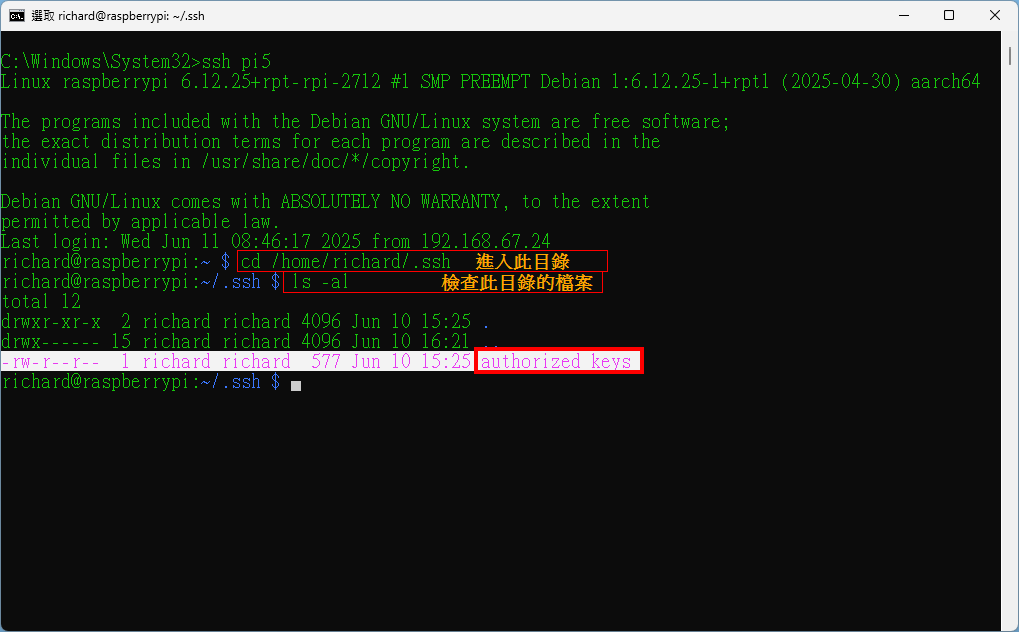 選取 richard@raspberrypi: ~/.ssh
C:\Windows\System32>ssh pi5
Linux raspberrypi 6.12.25+rpt-rpi-2712 #1 SMP PREEMPT Debian 1:6.12.25-1+rpt1 (2025-04-30) aarch64
The programs included with the Debian GNU/Linux system are free software;
the exact distribution terms for each program are described in the
individual files in /usr/share/doc/*/copyright.
Debian GNU/Linux comes with ABSOLUTELY NO WARRANTY, to the extent
permitted by applicable law.
Last login: Wed Jun 11 08:46:17 2025 from 192.168.67.24
richard@raspberrypi:~ $ cd /home/richard/.ssh 進入此目錄
richard@raspberrypi:~/.ssh $ ls -al 檢查此目錄的檔案
total 12
drwxr-xr-x  2 richard richard 4096 Jun 10 15:25 .
drwx------ 15 richard richard 4096 Jun 10 16:21 ..
-rw-r--r--  1 richard richard  577 Jun 10 15:25 authorized_keys
richard@raspberrypi:~/.ssh $